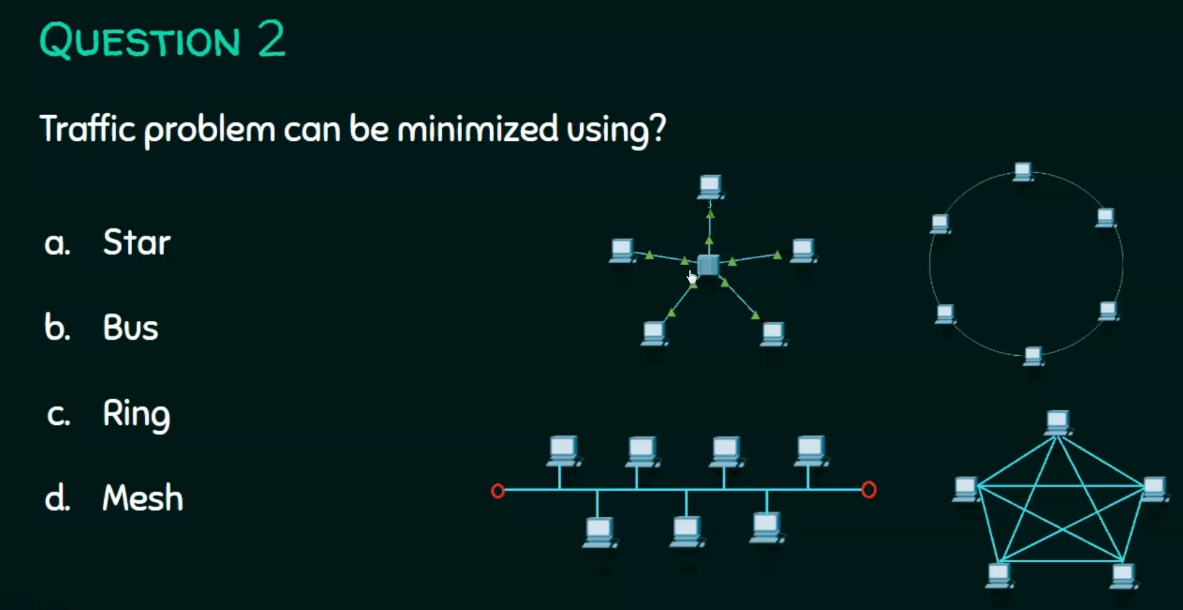 QUESTION 2
Traffic problem can be minimized using?
a. Star
b. Bus
c. Ring
d. Mesh